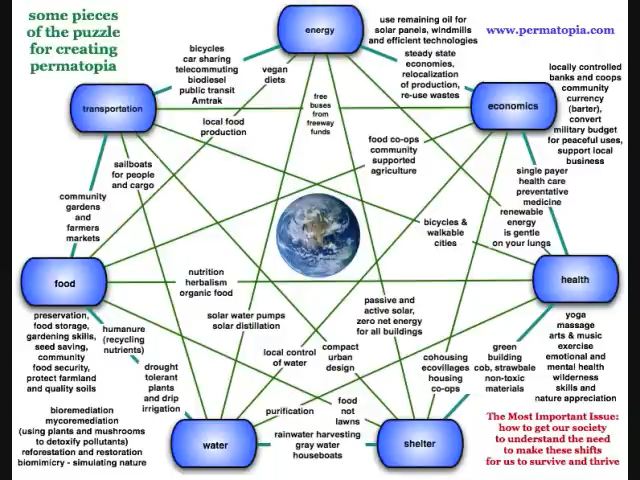 some pieces
of the puzzle
for creating
permatopia
energy
use remaining oil for
solar panels, windmills
and efficient technologies
www.permatopia.com
bicycles
car sharing
telecommuting
biodiesel
public transit
Amtrak
vegan
diets
steady state
economies,
relocalization
of production,
re-use wastes
locally controlled
banks and coops
community
currency
(barter),
convert
military budget
for peaceful uses,
support local
business
transportation
free
buses
from
freeway
funds
economics
local food
production
food co-ops
community
supported
agriculture
sailboats
for people
and cargo
single payer
health care
preventative
medicine
community
gardens
and
farmers
markets
bicycles &
walkable
cities
renewable
energy
is gentle
on your lungs
food
nutrition
herbalism
organic food
health
preservation,
food storage,
gardening skills,
seed saving,
community
food security,
protect farmland
and quality soils
humanure
(recycling
nutrients)
solar water pumps
solar distillation
passive and
active solar,
zero net energy
for all buildings
yoga
massage
arts & music
exercise
emotional and
mental health
wilderness
skills and
nature appreciation
drought
tolerant
plants
and drip
irrigation
local control
of water
compact
urban
design
cohousing
ecovillages
housing
co-ops
green
building
cob, strawbale
non-toxic
materials
bioremediation
mycoremediation
(using plants and mushrooms
to detoxify pollutants)
reforestation and restoration
biomimicry - simulating nature
purification
food
not
lawns
water
rainwater harvesting
gray water
houseboats
shelter
The Most Important Issue:
how to get our society
to understand the need
to make these shifts
for us to survive and thrive